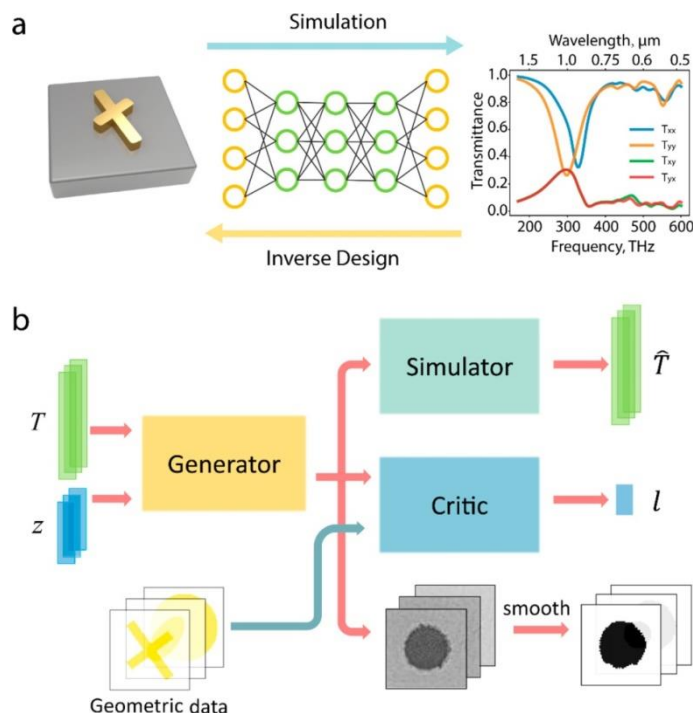 a
Simulation
Inverse Design
Wavelength, μm
1.5 1.0 0.75 0.6 0.5
Transmittance
1.0
0.8
0.6
0.4
0.2
0.0
Txx
Tyy
Txy
Tyx
200 300 400 500 600
Frequency, THz
b
T
z
Generator
Simulator
T̂
Critic
l
Geometric data
smooth